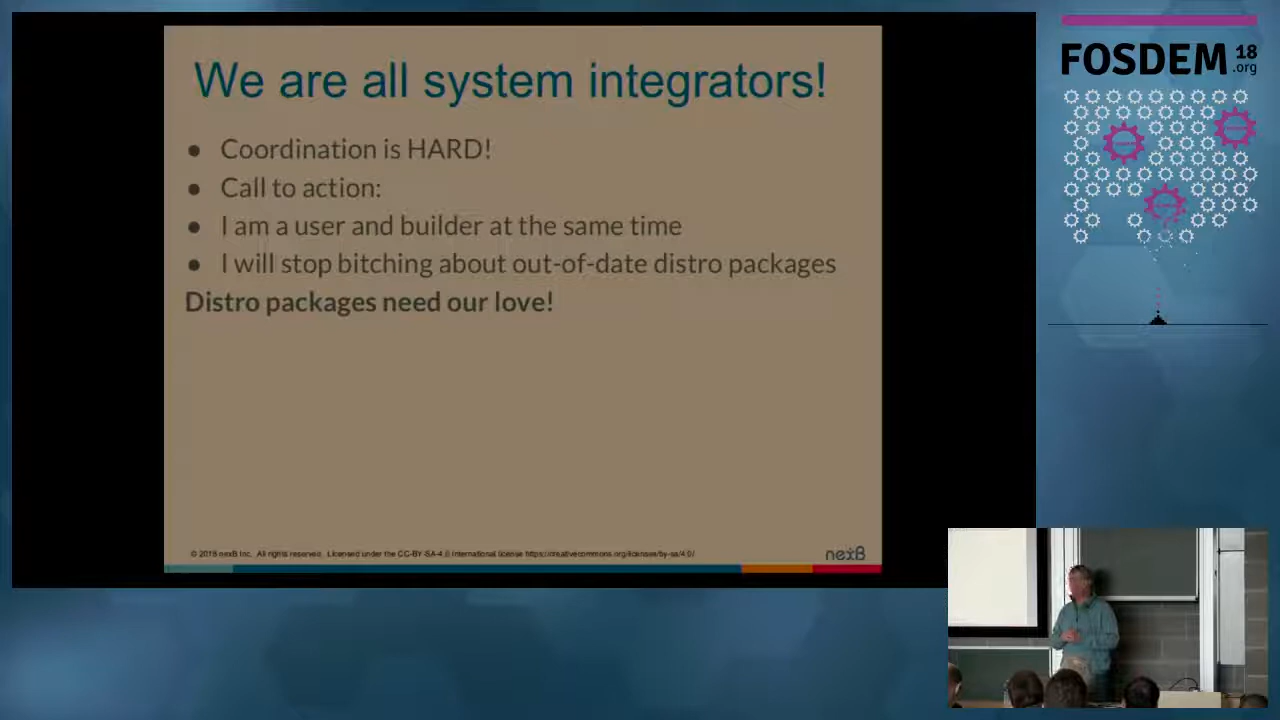 We are all system integrators!
● Coordination is HARD!
● Call to action:
● I am a user and builder at the same time
● I will stop bitching about out-of-date distro packages
Distro packages need our love!
© 2018 nexB Inc. All rights reserved. Licensed under the CC-BY-SA-4.0 International license https://creativecommons.org/licenses/by-sa/4.0/
nexB
FOSDEM 18
.org